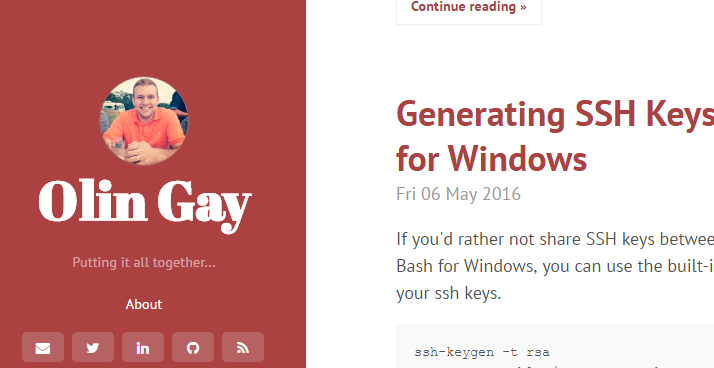 Continue reading »
Olin Gay
Putting it all together...
About
Generating SSH Keys
for Windows
Fri 06 May 2016
If you'd rather not share SSH keys betwee
Bash for Windows, you can use the built-i
your ssh keys.
ssh-keygen -t rsa